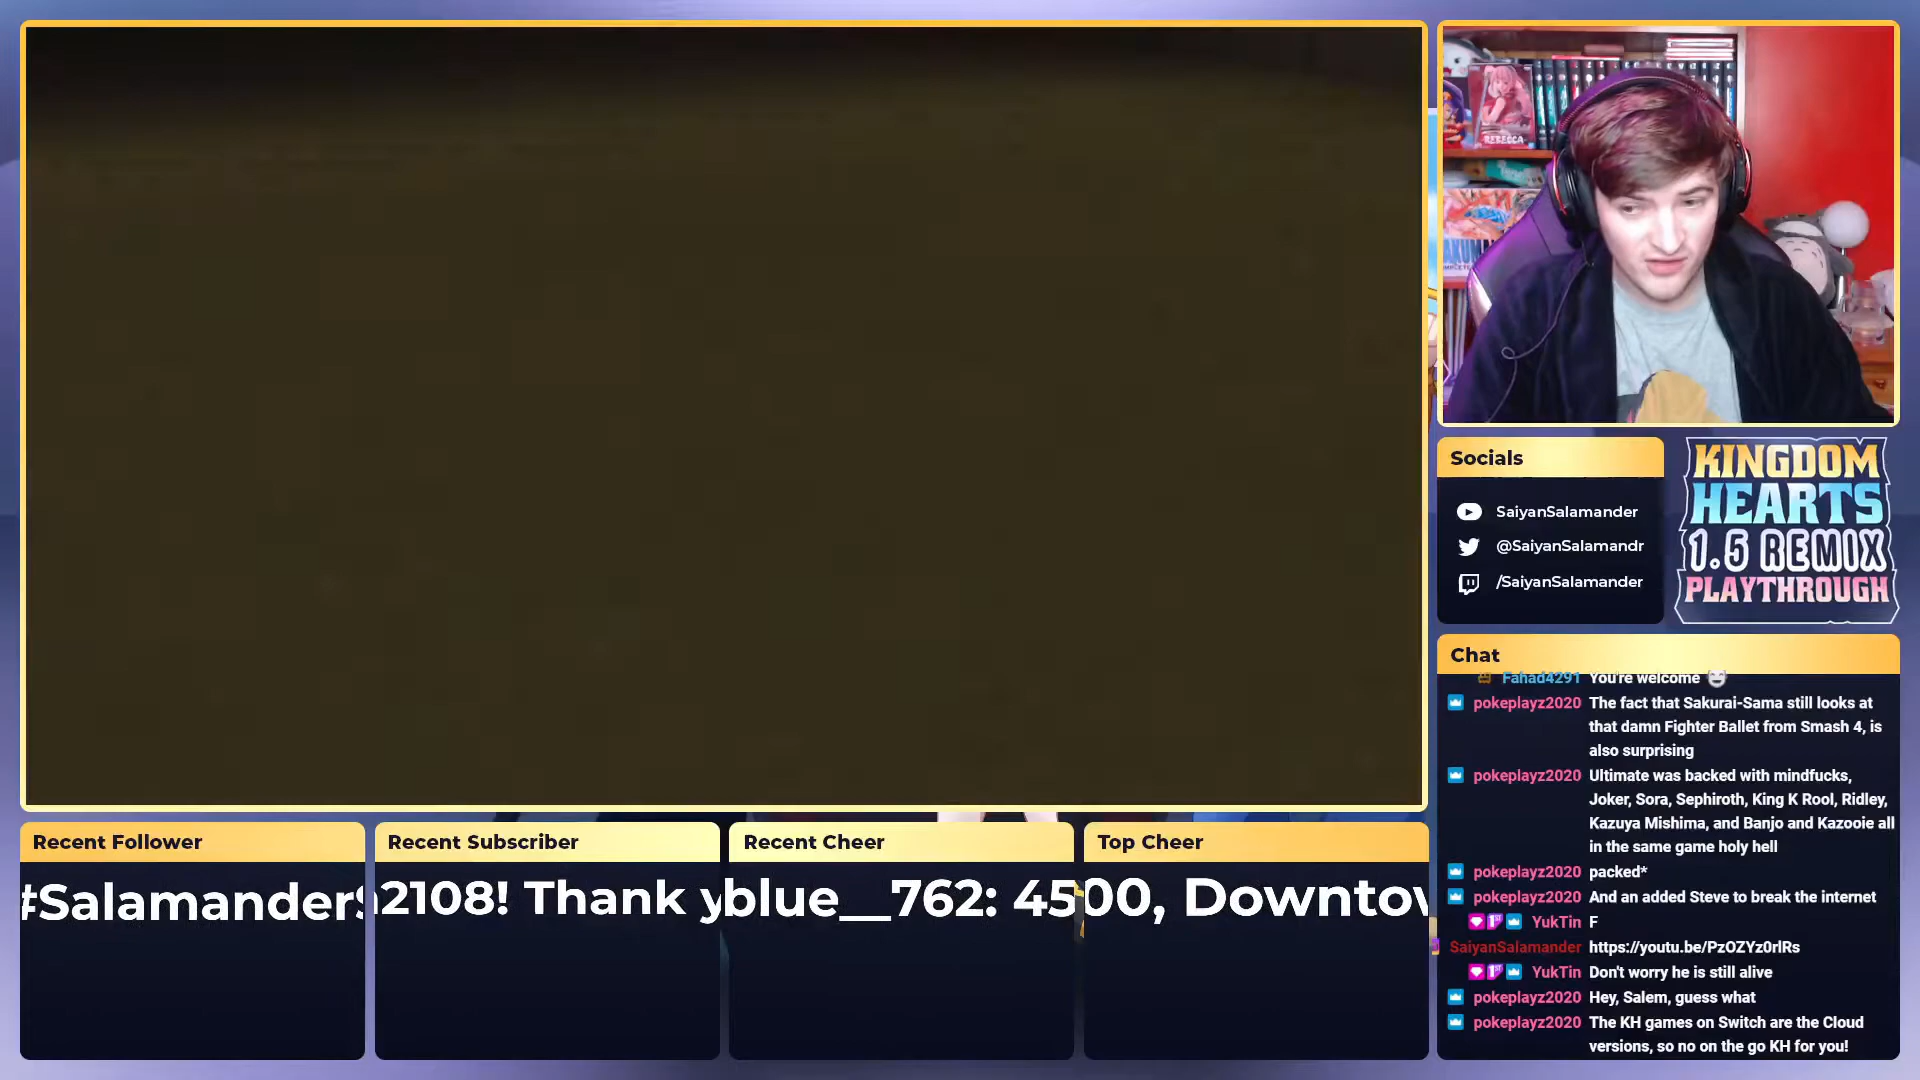 REBECCA
Socials
SaiyanSalamander
@SaiyanSalamandr
/SaiyanSalamander
KINGDOM
HEARTS
1.5 REMIX
PLAYTHROUGH
Chat
Fahad4291 You're welcome
pokeplayz2020 The fact that Sakurai-Sama still looks at
that damn Fighter Ballet from Smash 4, is
also surprising
pokeplayz2020 Ultimate was backed with mindfucks,
Joker, Sora, Sephiroth, King K Rool, Ridley,
Kazuya Mishima, and Banjo and Kazooie all
in the same game holy hell
pokeplayz2020 packed*
pokeplayz2020 And an added Steve to break the internet
YukTin F
SaiyanSalamander https://youtu.be/PzOZYz0rlRs
YukTin Don't worry he is still alive
pokeplayz2020 Hey, Salem, guess what
pokeplayz2020 The KH games on Switch are the Cloud
versions, so no on the go KH for you!
Recent Follower
#Salamander
Recent Subscriber
2108! Thank y
Recent Cheer
blue__762: 45
Top Cheer
00, Downtow